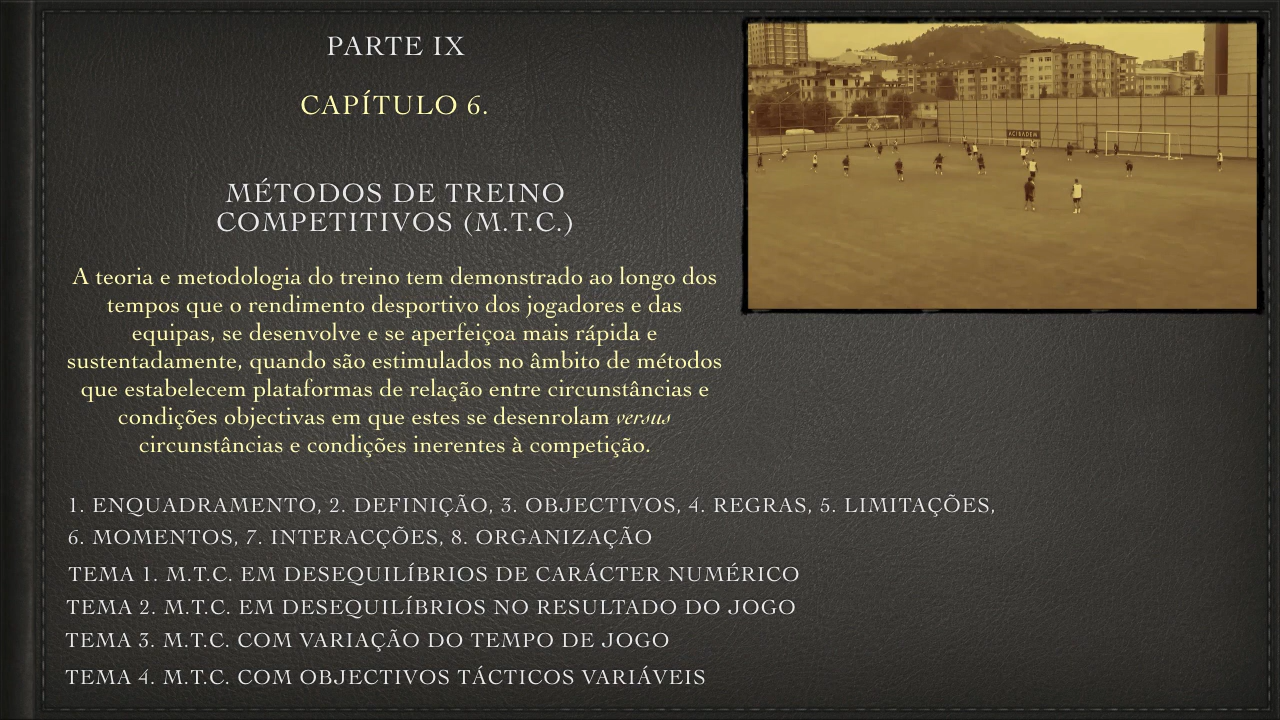 PARTE IX
CAPÍTULO 6.
MÉTODOS DE TREINO
COMPETITIVOS (M.T.C.)
A teoria e metodologia do treino tem demonstrado ao longo dos
tempos que o rendimento desportivo dos jogadores e das
equipas, se desenvolve e se aperfeiçoa mais rápida e
sustentadamente, quando são estimulados no âmbito de métodos
que estabelecem plataformas de relação entre circunstâncias e
condições objectivas em que estes se desenrolam versus
circunstâncias e condições inerentes à competição.
1. ENQUADRAMENTO, 2. DEFINIÇÃO, 3. OBJECTIVOS, 4. REGRAS, 5. LIMITAÇÕES,
6. MOMENTOS, 7. INTERACÇÕES, 8. ORGANIZAÇÃO
TEMA 1. M.T.C. EM DESEQUILÍBRIOS DE CARÁCTER NUMÉRICO
TEMA 2. M.T.C. EM DESEQUILÍBRIOS NO RESULTADO DO JOGO
TEMA 3. M.T.C. COM VARIAÇÃO DO TEMPO DE JOGO
TEMA 4. M.T.C. COM OBJECTIVOS TÁCTICOS VARIÁVEIS
ACIBADEM